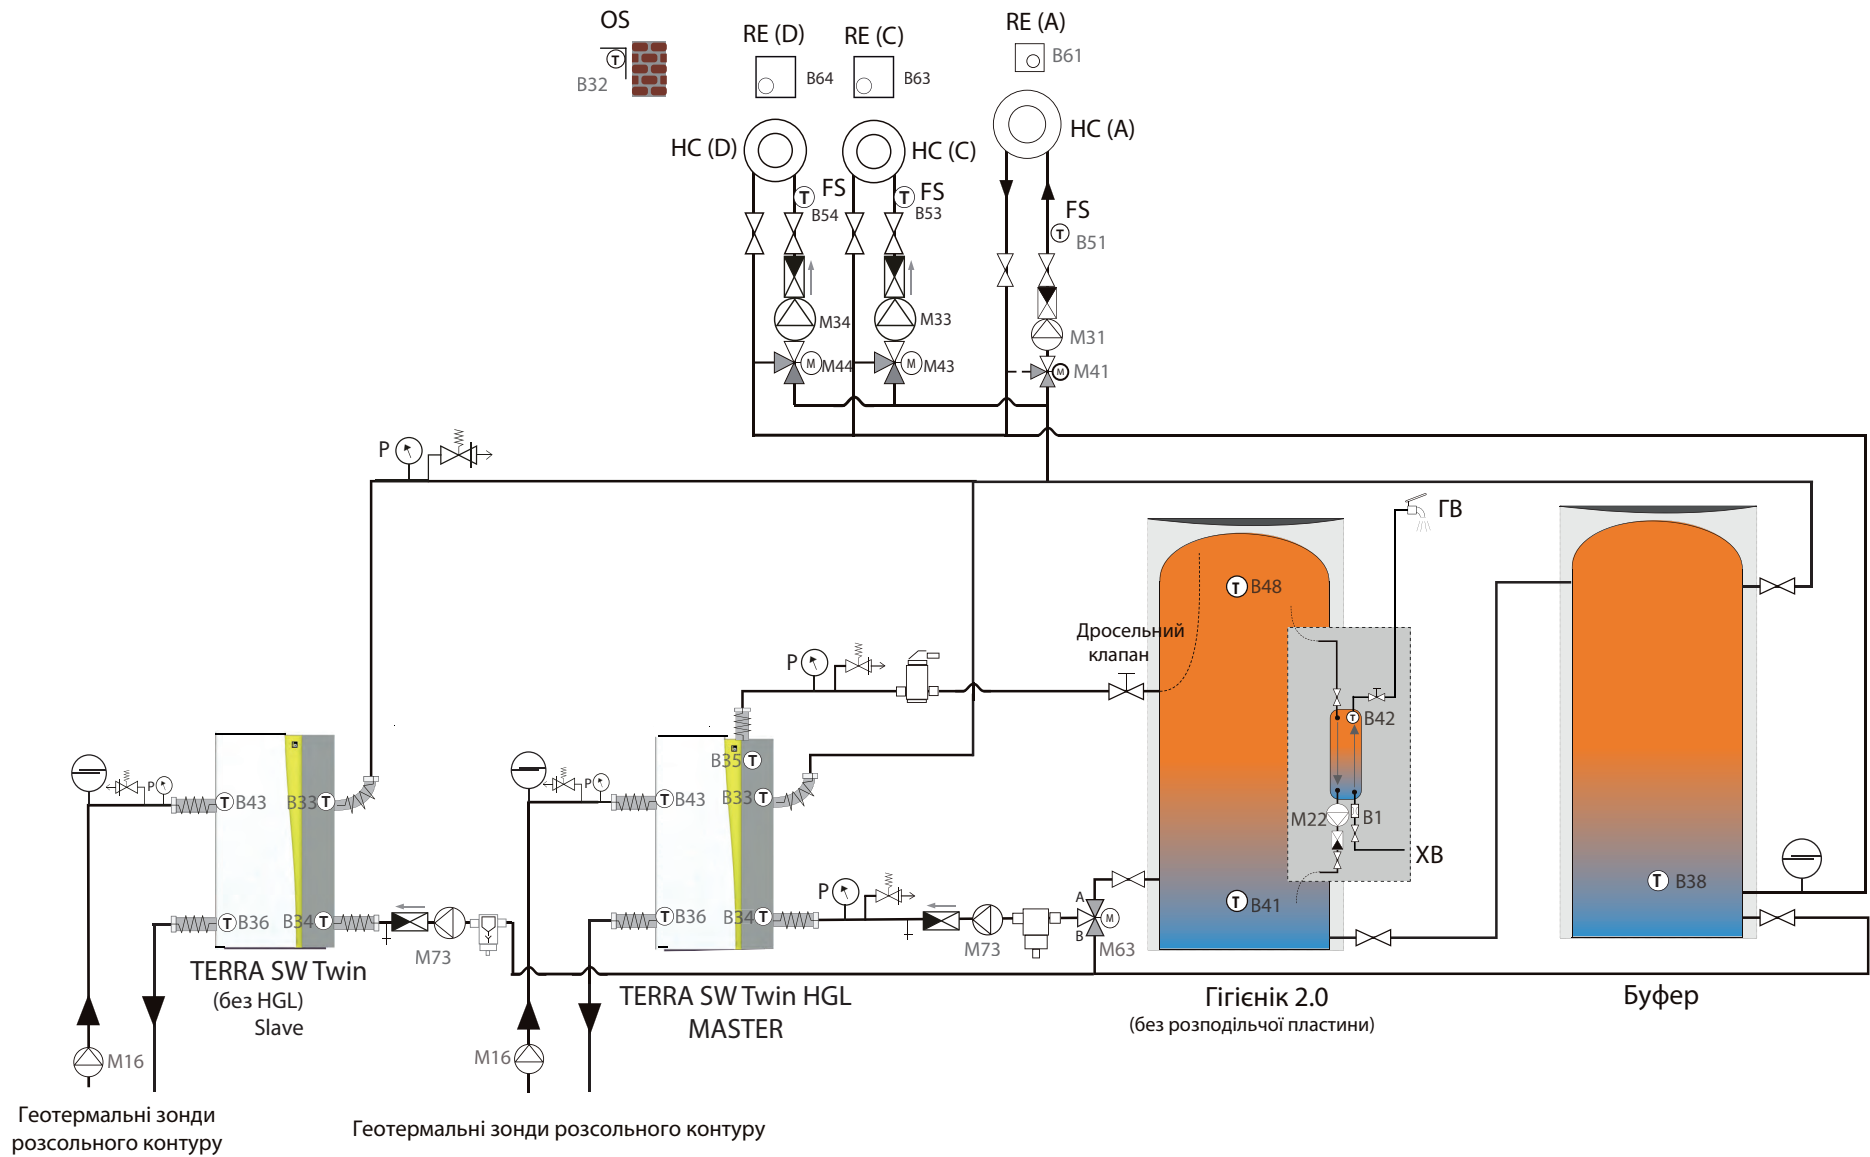 OS
B32
RE (D)
B64
RE (C)
B63
RE (A)
B61
HC (D)
HC (C)
HC (A)
FS
B54
FS
B53
FS
B51
M34
M33
M31
M M44
M M43
M M41
P
ГВ
T B48
Дросельний
клапан
P
T B42
B35 T
P
P
T B43
B33 T
T B43
B33 T
M22
B1
ХВ
P
T B38
T B36
B34 T
M73
T B36
B34 T
M73
A
B
M
M63
T B41
TERRA SW Twin
(без HGL)
Slave
TERRA SW Twin HGL
MASTER
Гігієнік 2.0
(без розподільчої пластини)
Буфер
M16
M16
Геотермальні зонди
розсольного контуру
Геотермальні зонди розсольного контуру